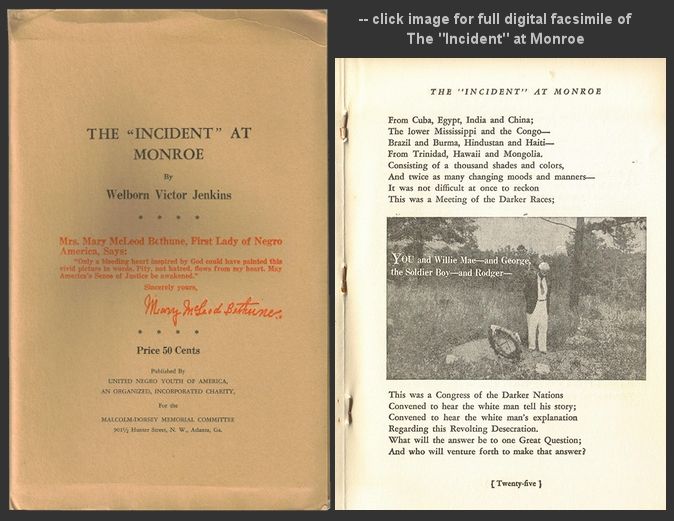 -- click image for full digital facsimile of
The "Incident" at Monroe
THE "INCIDENT" AT
MONROE
By
Welborn Victor Jenkins
* * * *
Mrs. Mary McLeod Bethune, First Lady of Negro
America, Says:
"Only a bleeding heart inspired by God could have painted this
vivid picture in words. Pity, not hatred, flows from my heart. May
America's Sense of Justice be awakened."
Sincerely yours,
Mary McLeod Bethune
* * * *
Price 50 Cents
Published By
UNITED NEGRO YOUTH OF AMERICA,
AN ORGANIZED, INCORPORATED CHARITY,
For the
MALCOLM-DORSEY MEMORIAL COMMITTEE
901½ Hunter Street, N. W., Atlanta, Ga.
THE "INCIDENT" AT MONROE
From Cuba, Egypt, India and China;
The lower Mississippi and the Congo—
Brazil and Burma, Hindustan and Haiti—
From Trinidad, Hawaii and Mongolia.
Consisting of a thousand shades and colors,
And twice as many changing moods and manners—
It was not difficult at once to reckon
This was a Meeting of the Darker Races;
YOU and Willie Mae—and George,
the Soldier Boy—and Rodger—
This was a Congress of the Darker Nations
Convened to hear the white man tell his story;
Convened to hear the white man's explanation
Regarding this Revolting Desecration.
What will the answer be to one Great Question;
And who will venture forth to make that answer?
{ Twenty-five }